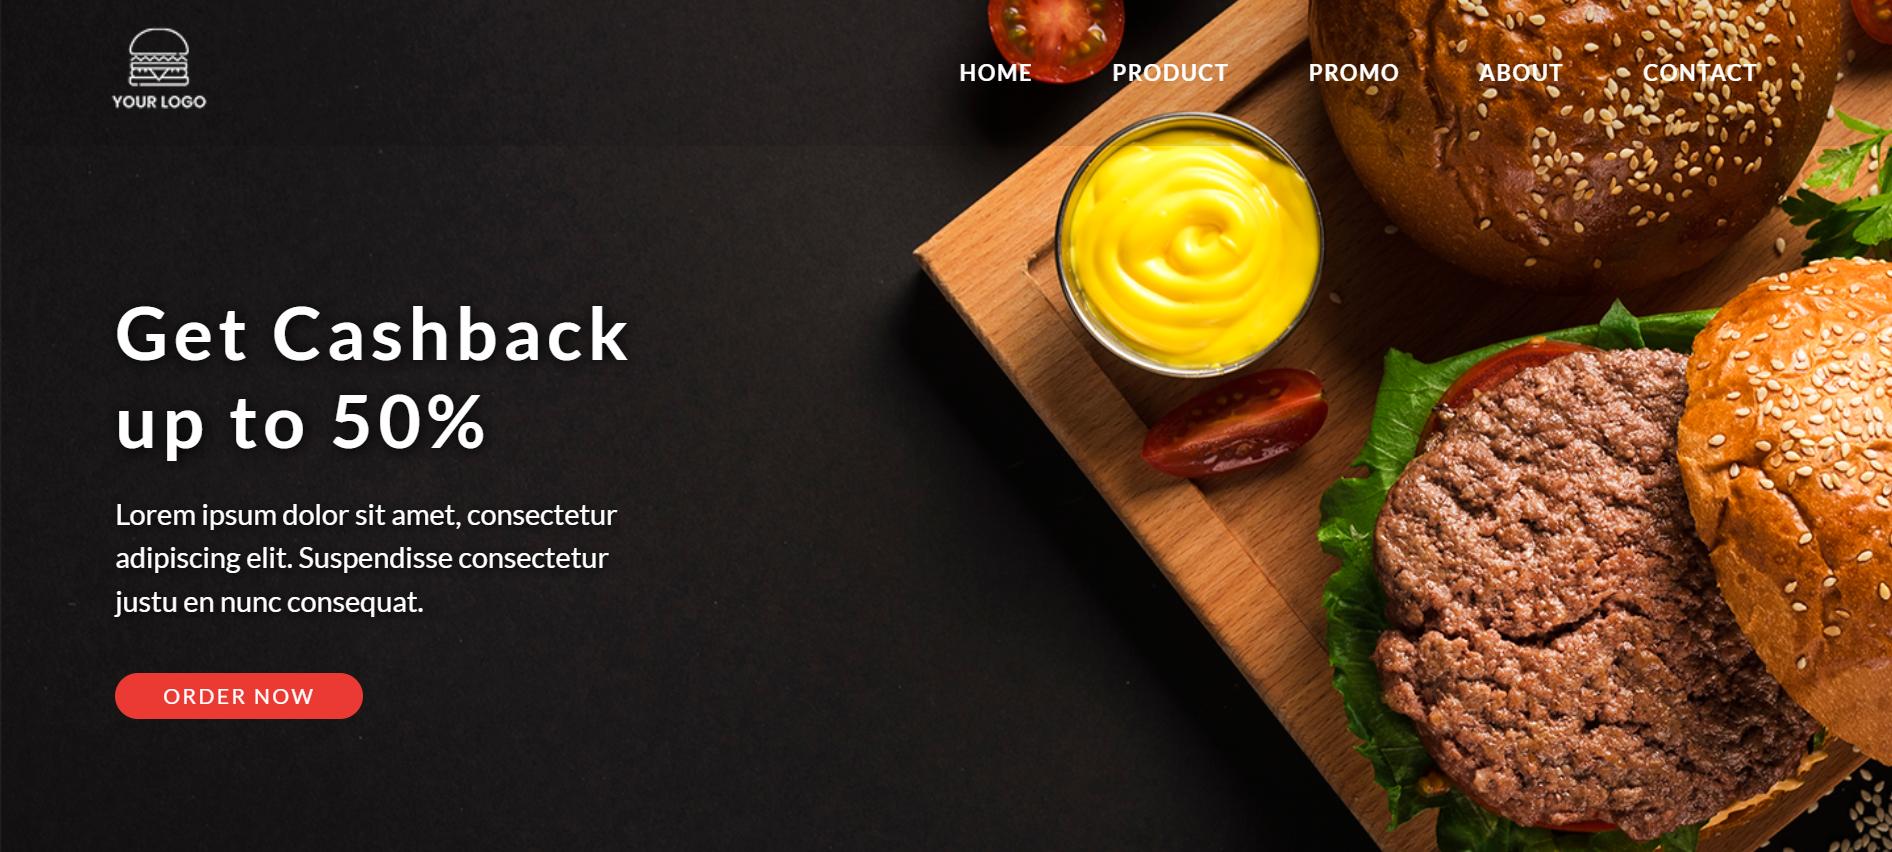 YOUR LOGO
HOME PRODUCT PROMO ABOUT CONTACT
Get Cashback
up to 50%
Lorem ipsum dolor sit amet, consectetur
adipiscing elit. Suspendisse consectetur
justu en nunc consequat.
ORDER NOW